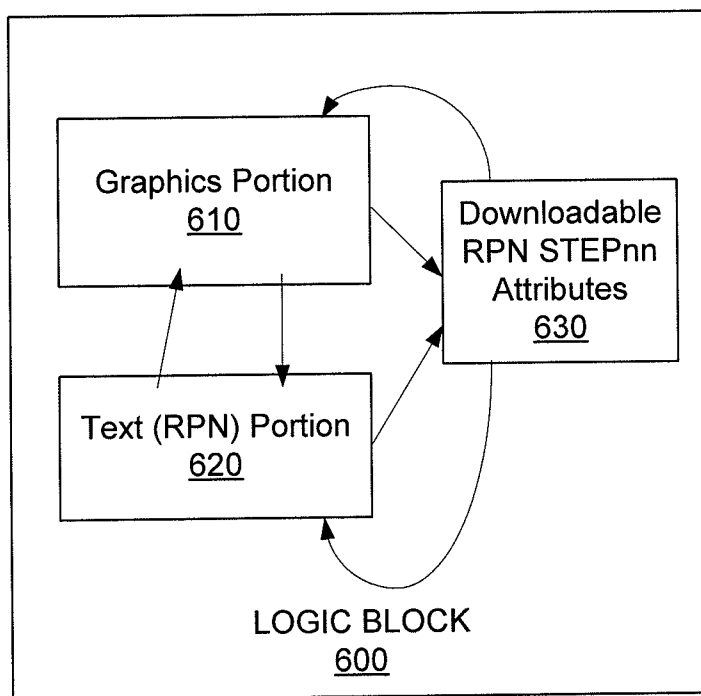 Graphics Portion
610
Downloadable
RPN STEPnn
Attributes
630
Text (RPN) Portion
620
LOGIC BLOCK
600